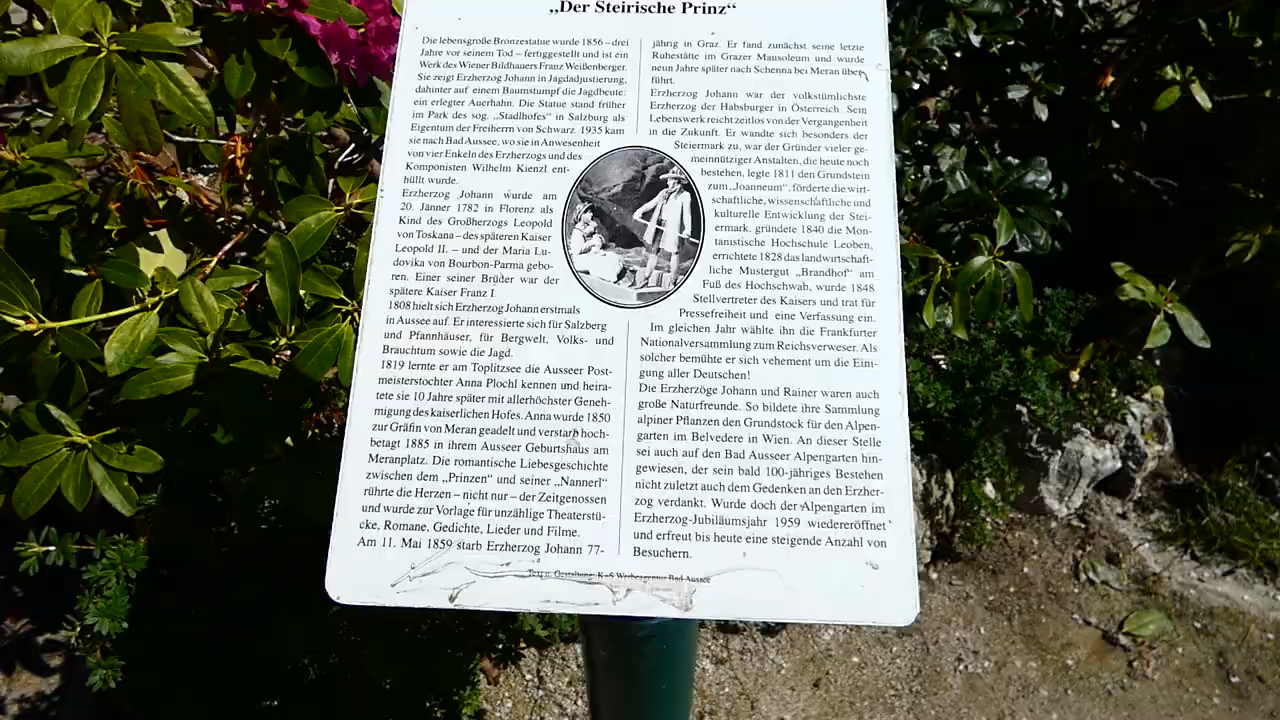 „Der Steirische Prinz“
Die lebensgroße Bronzestatue wurde 1856 – drei
Jahre vor seinem Tod – fertiggestellt und ist ein
Werk des Wiener Bildhauers Franz Weißenberger.
Sie zeigt Erzherzog Johann in Jagdadjustierung,
dahinter auf einem Baumstumpf die Jagdbeute:
ein erlegter Auerhahn. Die Statue stand früher
im Park des sog. „Stadlhofes“ in Salzburg als
Eigentum der Freiherrn von Schwarz. 1935 kam
sie nach Bad Aussee, wo sie in Anwesenheit
von vier Enkeln des Erzherzogs und des
Komponisten Wilhelm Kienzl ent-
hüllt wurde.
Erzherzog Johann wurde am
20. Jänner 1782 in Florenz als
Kind des Großherzogs Leopold
von Toskana – des späteren Kaiser
Leopold II. – und der Maria Lu-
dovika von Bourbon-Parma gebo-
ren. Einer seiner Brüder war der
spätere Kaiser Franz I.
1808 hielt sich Erzherzog Johann erstmals
in Aussee auf. Er interessierte sich für Salzberg
und Pfannhäuser, für Bergwelt, Volks- und
Brauchtum sowie die Jagd.
1819 lernte er am Toplitzsee die Ausseer Post-
meisterstochter Anna Plochl kennen und heira-
tete sie 10 Jahre später mit allerhöchster Geneh-
migung des kaiserlichen Hofes. Anna wurde 1850
zur Gräfin von Meran geadelt und verstarb hoch-
betagt 1885 in ihrem Ausseer Geburtshaus am
Meranplatz. Die romantische Liebesgeschichte
zwischen dem „Prinzen“ und seiner „Nannerl“
rührte die Herzen – nicht nur – der Zeitgenossen
und wurde zur Vorlage für unzählige Theaterstü-
cke, Romane, Gedichte, Lieder und Filme.
Am 11. Mai 1859 starb Erzherzog Johann 77-
jährig in Graz. Er fand zunächst seine letzte
Ruhestätte im Grazer Mausoleum und wurde
neun Jahre später nach Schenna bei Meran über-
führt.
Erzherzog Johann war der volkstümlichste
Erzherzog der Habsburger in Österreich. Sein
Lebenswerk reicht zeitlos von der Vergangenheit
in die Zukunft. Er wandte sich besonders der
Steiermark zu, war der Gründer vieler ge-
meinnütziger Anstalten, die heute noch
bestehen, legte 1811 den Grundstein
zum „Joanneum“, förderte die wirt-
schaftliche, wissenschaftliche und
kulturelle Entwicklung der Stei-
ermark, gründete 1840 die Mon-
tanistische Hochschule Leoben,
errichtete 1828 das landwirtschaft-
liche Mustergut „Brandhof“ am
Fuß des Hochschwab, wurde 1848
Stellvertreter des Kaisers und trat für
Pressefreiheit und eine Verfassung ein.
Im gleichen Jahr wählte ihn die Frankfurter
Nationalversammlung zum Reichsverweser. Als
solcher bemühte er sich vehement um die Eini-
gung aller Deutschen!
Die Erzherzöge Johann und Rainer waren auch
große Naturfreunde. So bildete ihre Sammlung
alpiner Pflanzen den Grundstock für den Alpen-
garten im Belvedere in Wien. An dieser Stelle
sei auch auf den Bad Ausseer Alpengarten hin-
gewiesen, der sein bald 100-jähriges Bestehen
nicht zuletzt auch dem Gedenken an den Erzher-
zog verdankt. Wurde doch der Alpengarten im
Erzherzog-Jubiläumsjahr 1959 wiedereröffnet
und erfreut bis heute eine steigende Anzahl von
Besuchern.
Text u. Gestaltung: K+S Werbeagentur Bad Aussee